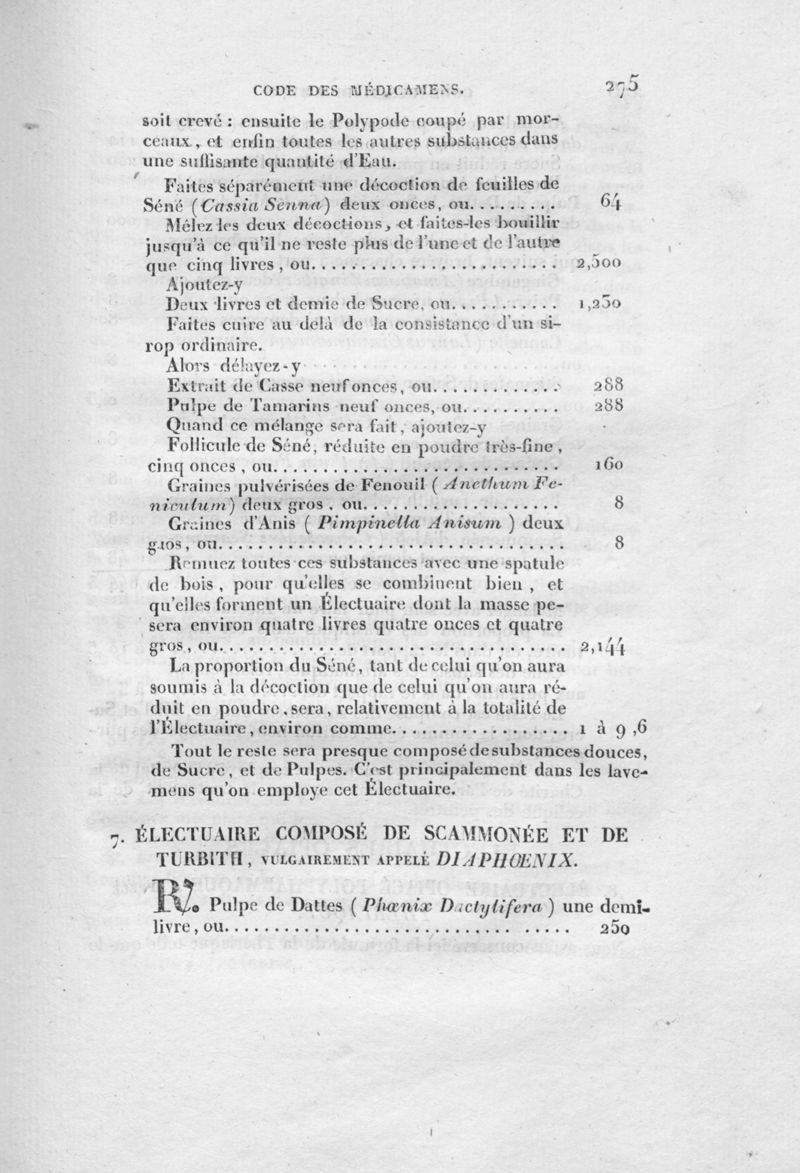 CODE DES MÉDICAMENS. 275
soit crevé : ensuite le Polypode coupé par mor-
ceaux, et enfin toutes les autres substances dans
une suffisante quantité d'Eau.
Faites séparément une décoction de feuilles de
Séné (Cassia Senna) deux onces, ou.......... 64
Mêlez les deux décoctions, et faites-les bouillir
jusqu'à ce qu'il ne reste plus de l'une et de l'autre
que cinq livres, ou......................... 2,500
Ajoutez-y
Deux livres et demie de Sucre, ou........... 1,250
Faites cuire au delà de la consistance d'un si-
rop ordinaire.
Alors délayez-y
Extrait de Casse neuf onces, ou.............. 288
Pulpe de Tamarins neuf onces, ou.......... 288
Quand ce mélange sera fait, ajoutez-y
Follicule de Séné, réduite en poudre très-fine,
cinq onces, ou............................. 160
Graines pulvérisées de Fenouil (Anethum Fe-
niculum) deux gros, ou.................... 8
Graines d'Anis (Pimpinella Anisum) deux
gros, ou................................... 8
Remuez toutes ces substances avec une spatule
de bois, pour qu'elles se combinent bien, et
qu'elles forment un Électuaire dont la masse pe-
sera environ quatre livres quatre onces et quatre
gros, ou................................... 2,144
La proportion du Séné, tant de celui qu'on aura
soumis à la décoction que de celui qu'on aura ré-
duit en poudre, sera, relativement à la totalité de
l'Électuaire, environ comme.................. 1 à 9,6
Tout le reste sera presque composé de substances douces,
de Sucre, et de Pulpes. C'est principalement dans les lave-
mens qu'on employe cet Électuaire.
7. ÉLECTUAIRE COMPOSÉ DE SCAMMONÉE ET DE
TURBITH, VULGAIREMENT APPELÉ DIAPHŒNIX.
R. Pulpe de Dattes (Phœnix Dactylifera) une demi-
livre, ou.................................. 250